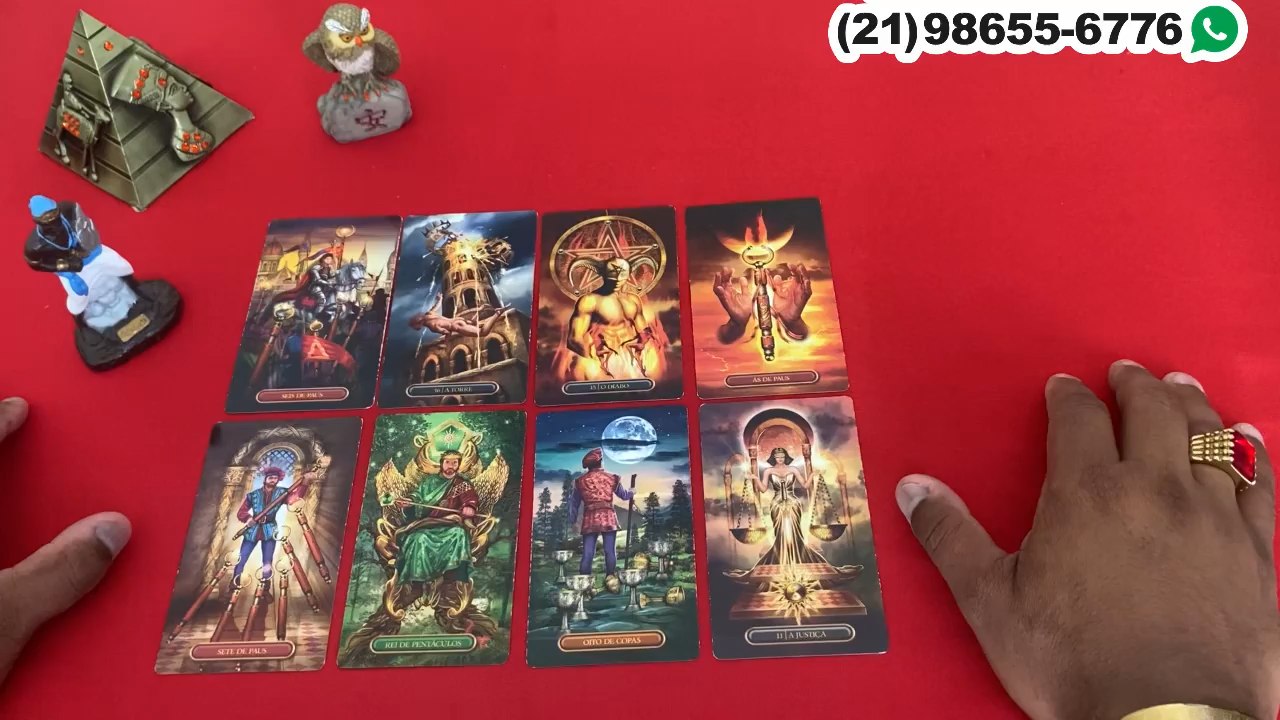 (21)98655-6776
安
SEIS DE PAUS
16 | A TORRE
15 | O DIABO
ÁS DE PAUS
SETE DE PAUS
REI DE PENTÁCULOS
OITO DE COPAS
11 | A JUSTIÇA